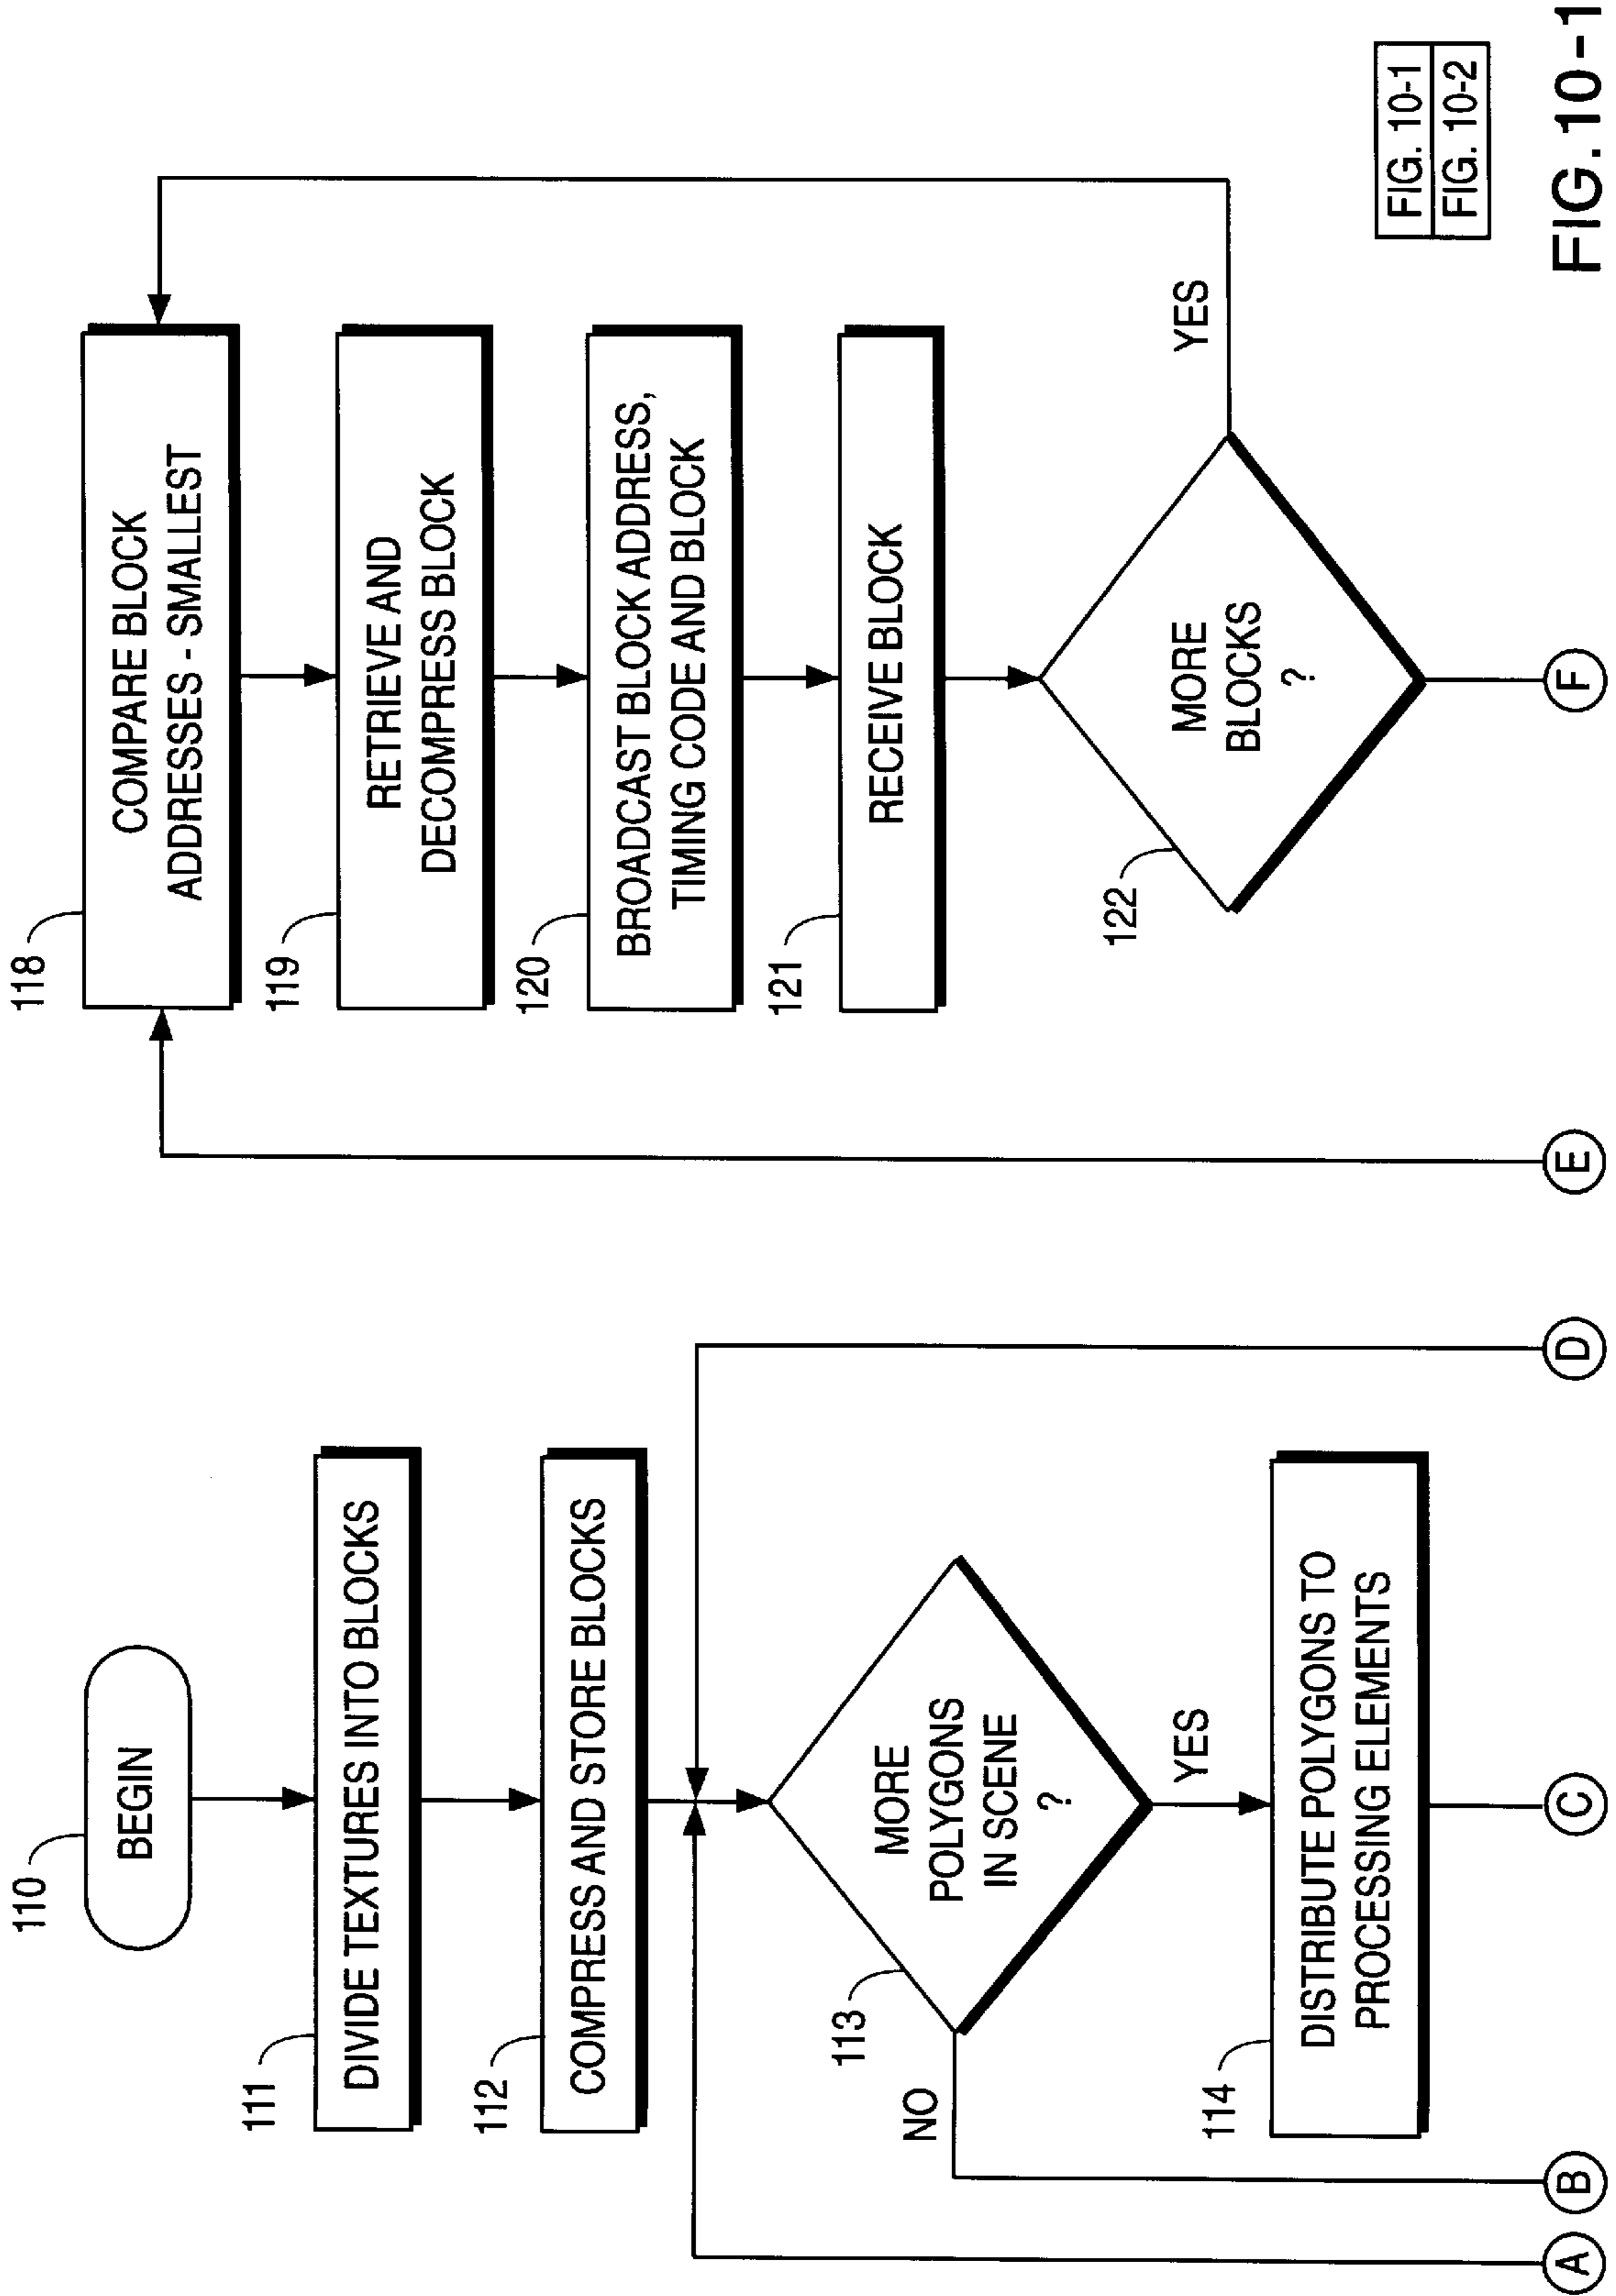 110
BEGIN
111
DIVIDE TEXTURES INTO BLOCKS
112
COMPRESS AND STORE BLOCKS
113
MORE
POLYGONS
IN SCENE
?
NO
YES
114
DISTRIBUTE POLYGONS TO
PROCESSING ELEMENTS
A
B
C
D
118
COMPARE BLOCK
ADDRESSES - SMALLEST
119
RETRIEVE AND
DECOMPRESS BLOCK
120
BROADCAST BLOCK ADDRESS,
TIMING CODE AND BLOCK
121
RECEIVE BLOCK
122
MORE
BLOCKS
?
YES
E
F
FIG. 10-1
FIG. 10-2
FIG.10-1